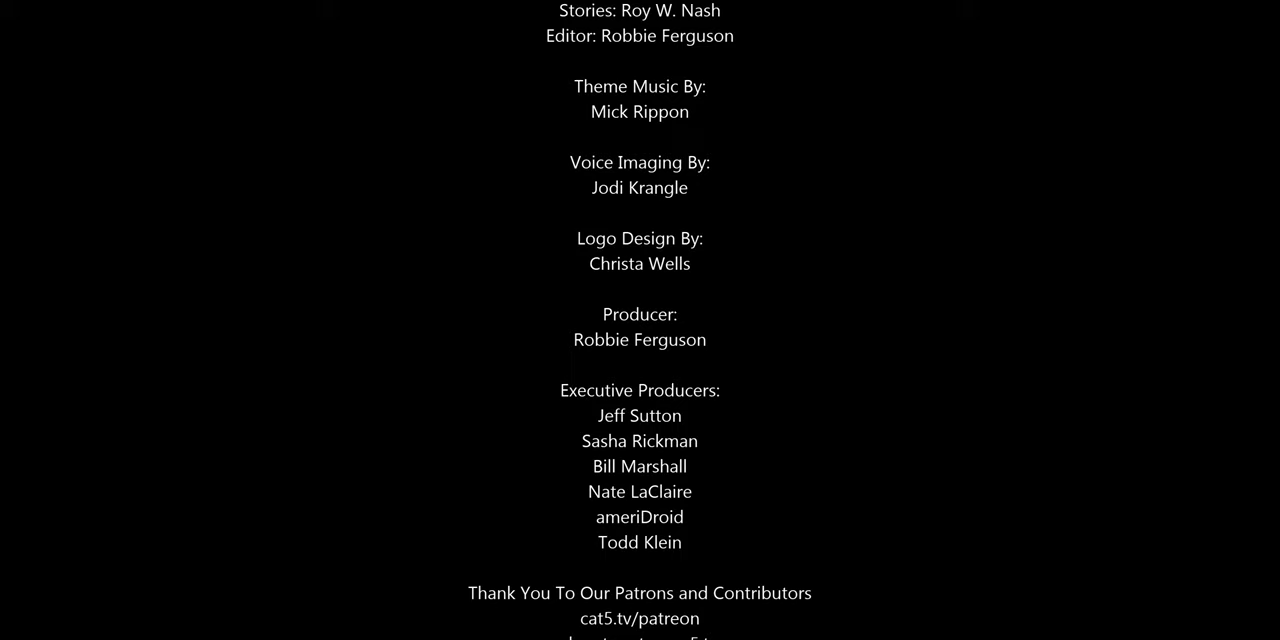 Stories: Roy W. Nash
Editor: Robbie Ferguson
Theme Music By:
Mick Rippon
Voice Imaging By:
Jodi Krangle
Logo Design By:
Christa Wells
Producer:
Robbie Ferguson
Executive Producers:
Jeff Sutton
Sasha Rickman
Bill Marshall
Nate LaClaire
ameriDroid
Todd Klein
Thank You To Our Patrons and Contributors
cat5.tv/patreon